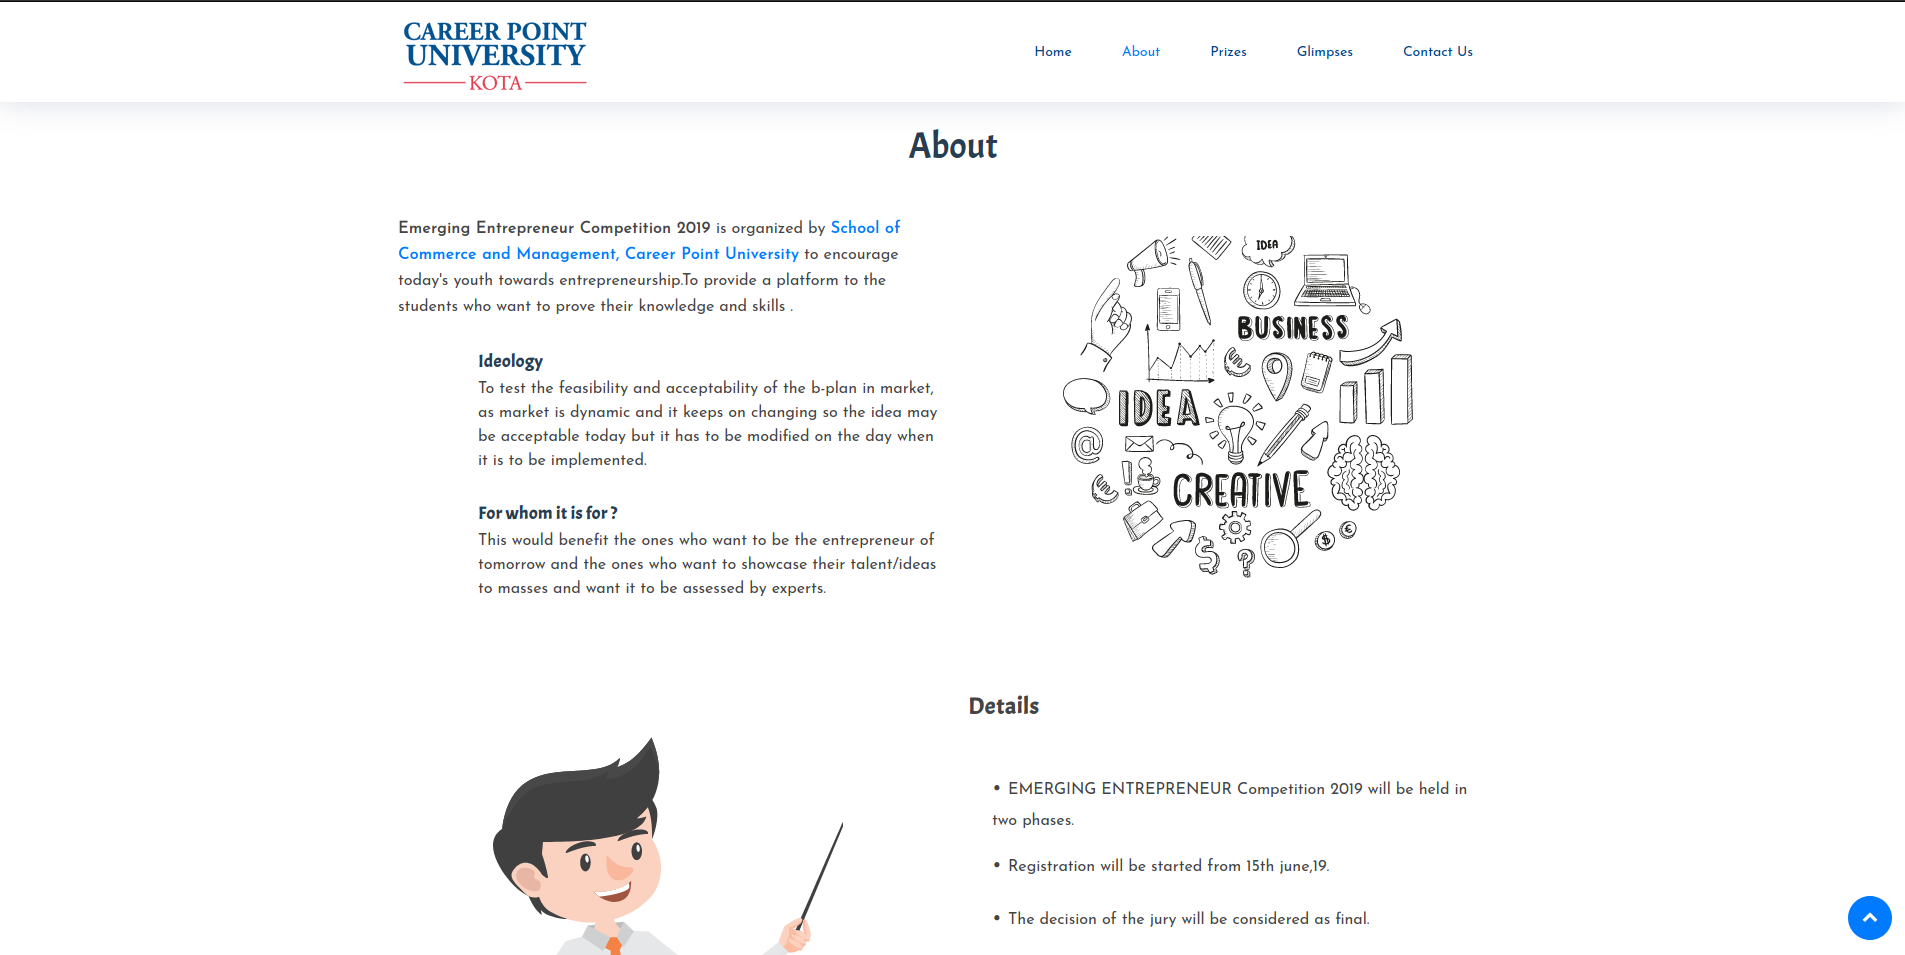 CAREER POINT
UNIVERSITY
KOTA
Home
About
Prizes
Glimpses
Contact Us
About
Emerging Entrepreneur Competition 2019 is organized by School of
Commerce and Management, Career Point University to encourage
today's youth towards entrepreneurship.To provide a platform to the
students who want to prove their knowledge and skills .
Ideology
To test the feasibility and acceptability of the b-plan in market,
as market is dynamic and it keeps on changing so the idea may
be acceptable today but it has to be modified on the day when
it is to be implemented.
For whom it is for ?
This would benefit the ones who want to be the entrepreneur of
tomorrow and the ones who want to showcase their talent/ideas
to masses and want it to be assessed by experts.
IDEA
BUSINESS
IDEA
@
!
CREATIVE
$
?
$
€
Details
• EMERGING ENTREPRENEUR Competition 2019 will be held in
two phases.
• Registration will be started from 15th june,19.
• The decision of the jury will be considered as final.